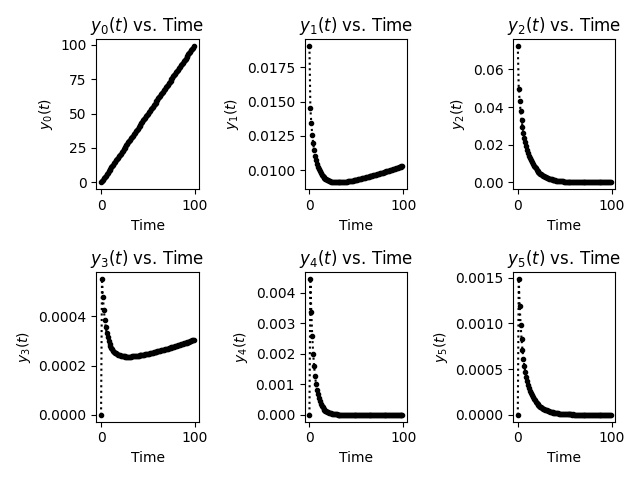 y₀(t) vs. Time
y₁(t) vs. Time
y₂(t) vs. Time
100
75
50
25
0
y₀(t)
0 100
Time
0.0175
0.0150
0.0125
0.0100
y₁(t)
0 100
Time
0.06
0.04
0.02
0.00
y₂(t)
0 100
Time
y₃(t) vs. Time
y₄(t) vs. Time
y₅(t) vs. Time
0.0004
0.0002
0.0000
y₃(t)
0 100
Time
0.004
0.003
0.002
0.001
0.000
y₄(t)
0 100
Time
0.0015
0.0010
0.0005
0.0000
y₅(t)
0 100
Time